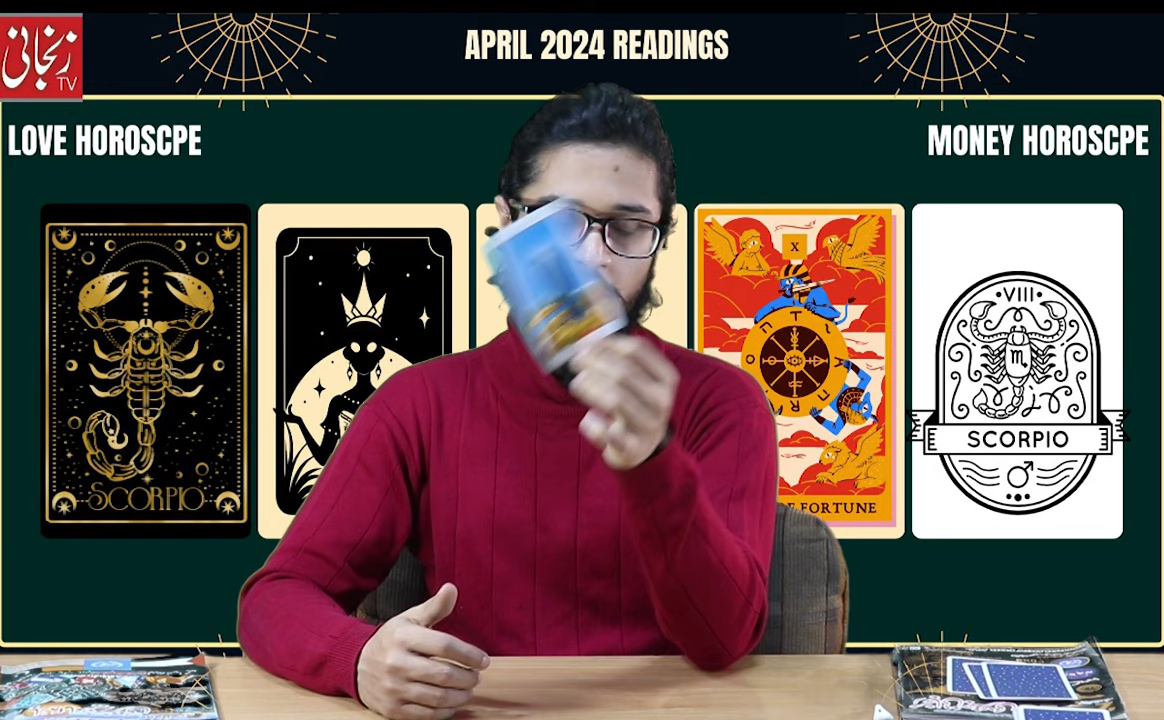 زنجانی
TV
APRIL 2024 READINGS
LOVE HOROSCPE
MONEY HOROSCPE
X
SCORPIO
FORTUNE
VIII
SCORPIO